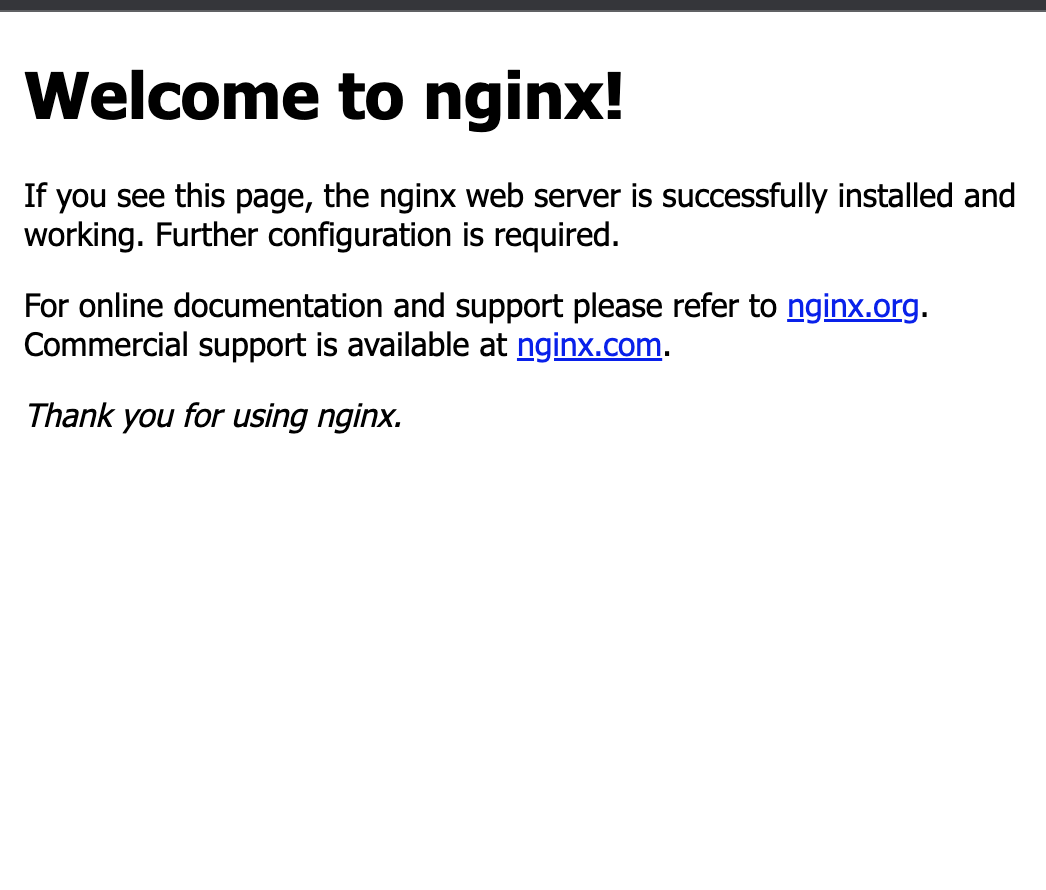 Welcome to nginx!
If you see this page, the nginx web server is successfully installed and
working. Further configuration is required.
For online documentation and support please refer to nginx.org.
Commercial support is available at nginx.com.
Thank you for using nginx.